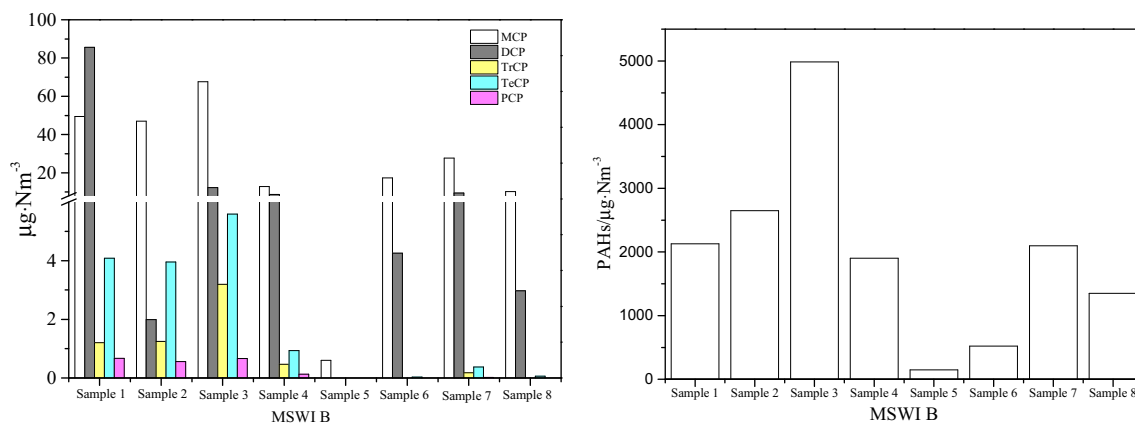 100
80
60
40
20
4
2
0
μg·Nm-3
MCP
DCP
TrCP
TeCP
PCP
Sample 1 Sample 2 Sample 3 Sample 4 Sample 5 Sample 6 Sample 7 Sample 8
MSWI B
5000
4000
3000
2000
1000
0
PAHs/μg·Nm-3
Sample 1 Sample 2 Sample 3 Sample 4 Sample 5 Sample 6 Sample 7 Sample 8
MSWI B